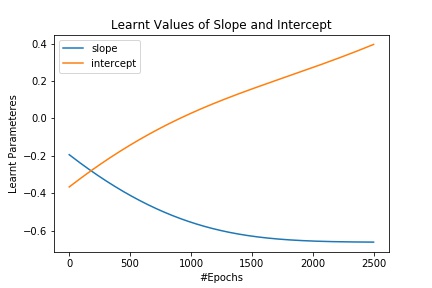 Learnt Values of Slope and Intercept
slope
intercept
Learnt Parameteres
0.4
0.2
0.0
−0.2
−0.4
−0.6
0 500 1000 1500 2000 2500
#Epochs